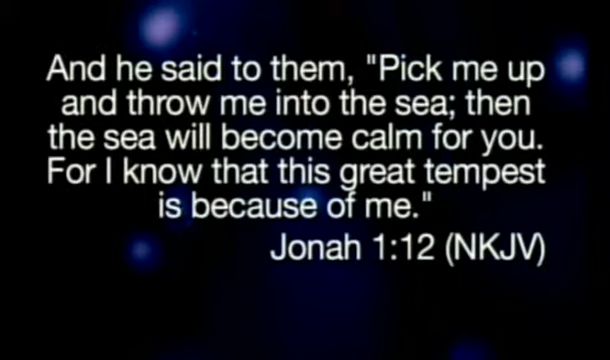 And he said to them, "Pick me up
and throw me into the sea; then
the sea will become calm for you.
For I know that this great tempest
is because of me."
Jonah 1:12 (NKJV)